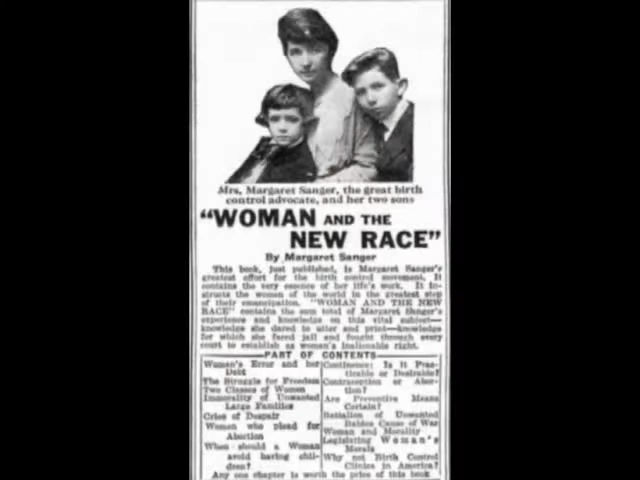 Mrs. Margaret Sanger, the great birth
control advocate, and her two sons
"WOMAN AND THE
NEW RACE"
By Margaret Sanger
This book, just published, is Margaret Sanger's
greatest effort for the birth control movement. It
contains the very essence of her life's work. It in-
structs the women of the world in the greatest step
of their emancipation. "WOMAN AND THE NEW
RACE" contains the sum total of Margaret Sanger's
experience and knowledge on this vital subject—
knowledge she dared to utter and print—knowledge
for which she faced jail and fought through every
court to establish as woman's inalienable right.
PART OF CONTENTS
Woman's Error and her
Debt
The Struggle for Freedom
Two Classes of Women
Immorality of Unwanted
Large Families
Cries of Despair
Women who plead for
Abortion
When should a Woman
avoid having chil-
dren?
Continence: Is it Prac-
ticable or Desirable?
Contraception or Abor-
tion?
Are Preventive Means
Certain?
Battalion of Unwanted
Babies Cause of War
Woman and Morality
Legislating Woman's
Morals
Why not Birth Control
Clinics in America?
Any one chapter is worth the price of this book